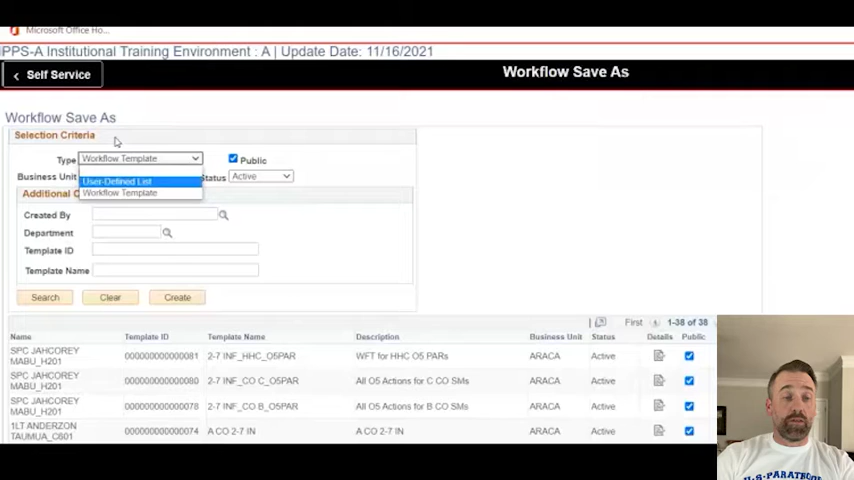 Microsoft Office Ho...
IPPS-A Institutional Training Environment : A | Update Date: 11/16/2021
Self Service
Workflow Save As
Workflow Save As
Selection Criteria
Type Workflow Template Public
Business Unit Status Active
User-Defined List
Workflow Template
Additional C
Created By
Department
Template ID
Template Name
Search Clear Create
First 1-38 of 38
Name Template ID Template Name Description Business Unit Status Details Public
SPC JAHCOREY MABU_H201 000000000000081 2-7 INF_HHC_O5PAR WFT for HHC O5 PARs ARACA Active
SPC JAHCOREY MABU_H201 000000000000080 2-7 INF_CO C_O5PAR All O5 Actions for C CO SMs ARACA Active
SPC JAHCOREY MABU_H201 000000000000078 2-7 INF_CO B_O5PAR All O5 Actions for B CO SMs ARACA Active
1LT ANDERZON TAUMUA_C601 000000000000074 A CO 2-7 IN A CO 2-7 IN ARACA Active